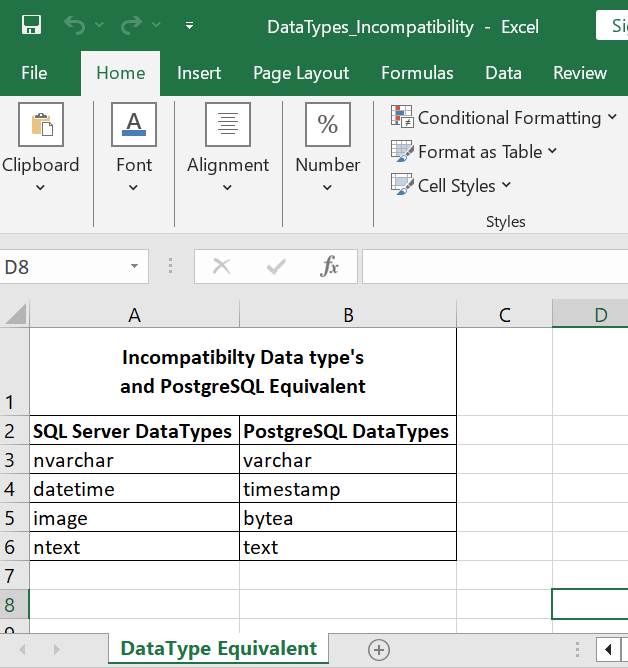 DataTypes_Incompatibility - Excel
File Home Insert Page Layout Formulas Data Review
Clipboard Font Alignment Number
%
Conditional Formatting
Format as Table
Cell Styles
Styles
D8 fx
A B C D
Incompatibilty Data type's
1 and PostgreSQL Equivalent
2 SQL Server DataTypes PostgreSQL DataTypes
3 nvarchar varchar
4 datetime timestamp
5 image bytea
6 ntext text
7
8
DataType Equivalent